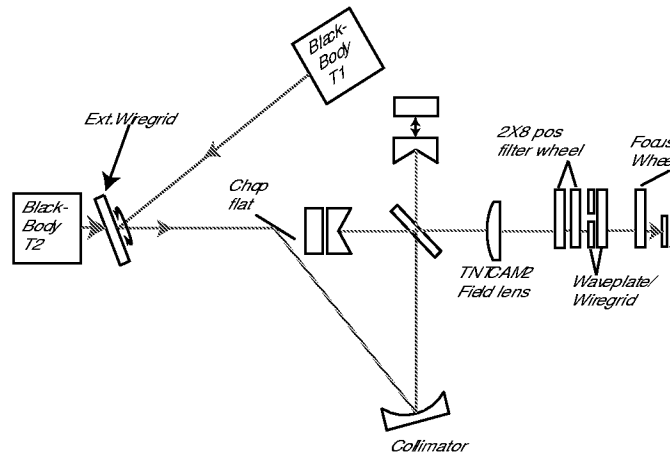 Black-
Body
T1
Ext.Wiregrid
2X8 pos
filter wheel
Focus
Whee
Chop
flat
Black-
Body
T2
TNTCAM2
Field lens
Waveplate/
Wiregrid
Collimator